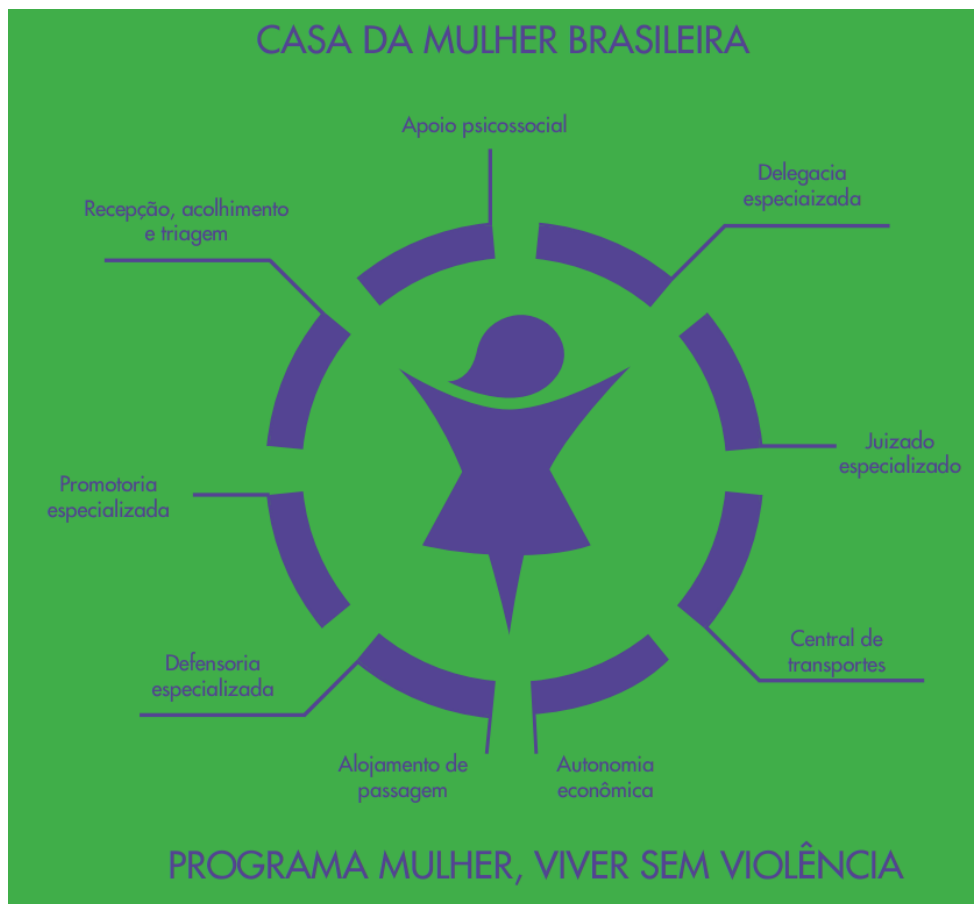 CASA DA MULHER BRASILEIRA
Apoio psicossocial
Delegacia
especiaizada
Recepção, acolhimento
e triagem
Juizado
especializado
Promotoria
especializada
Central de
transportes
Defensoria
especializada
Alojamento de
passagem
Autonomia
econômica
PROGRAMA MULHER, VIVER SEM VIOLÊNCIA